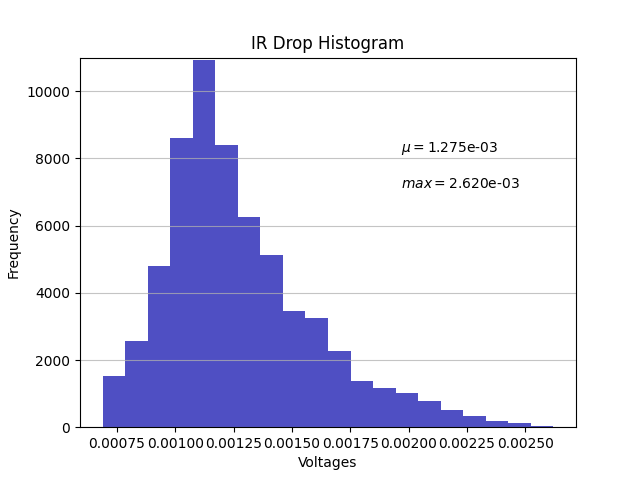 IR Drop Histogram
10000
8000
6000
4000
2000
0
Frequency
μ = 1.275e-03
max = 2.620e-03
0.00075 0.00100 0.00125 0.00150 0.00175 0.00200 0.00225 0.00250
Voltages